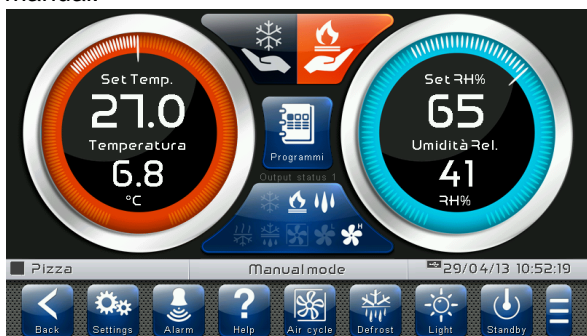 manual.
Set Temp.
27.0
Temperatura
6.8
°C
Set RH%
65
Umidità Rel.
41
RH%
Programmi
Output status 1
H
Pizza
Manual mode
29/04/13 10:52:19
Back
Settings
Alarm
?
Help
Air cycle
Defrost
Light
Standby